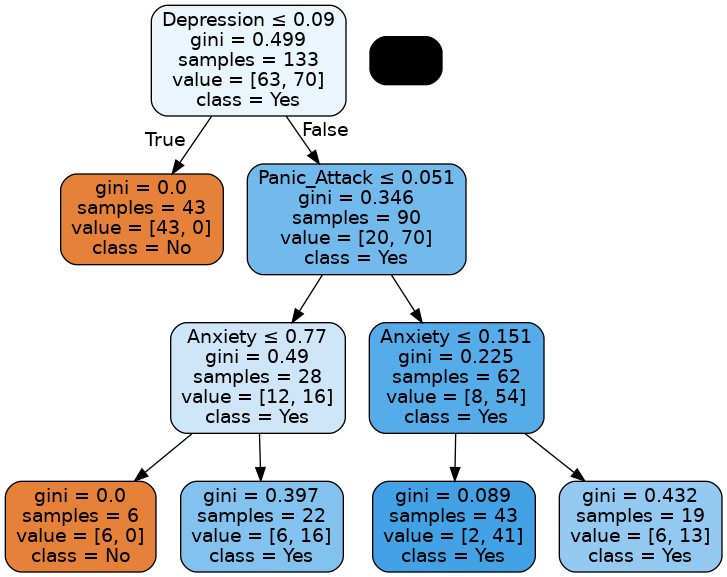 Depression ≤ 0.09
gini = 0.499
samples = 133
value = [63, 70]
class = Yes
True
False
gini = 0.0
samples = 43
value = [43, 0]
class = No
Panic_Attack ≤ 0.051
gini = 0.346
samples = 90
value = [20, 70]
class = Yes
Anxiety ≤ 0.77
gini = 0.49
samples = 28
value = [12, 16]
class = Yes
Anxiety ≤ 0.151
gini = 0.225
samples = 62
value = [8, 54]
class = Yes
gini = 0.0
samples = 6
value = [6, 0]
class = No
gini = 0.397
samples = 22
value = [6, 16]
class = Yes
gini = 0.089
samples = 43
value = [2, 41]
class = Yes
gini = 0.432
samples = 19
value = [6, 13]
class = Yes